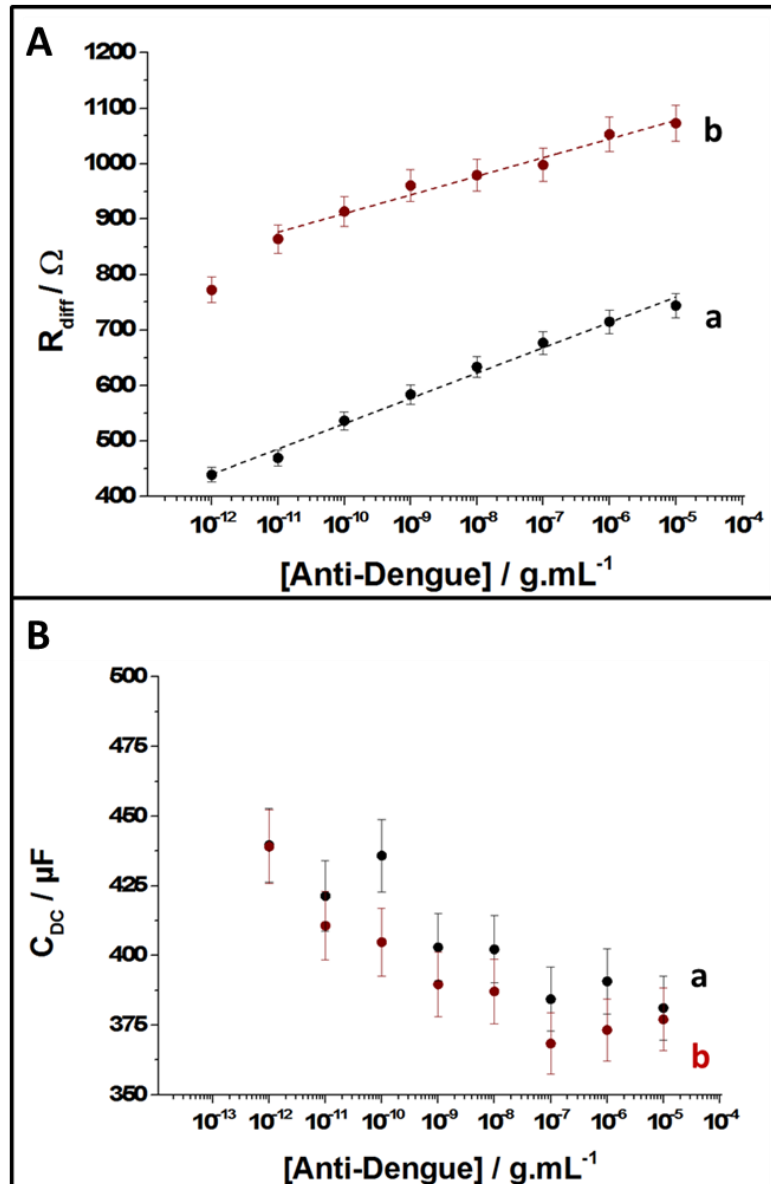 A
1200
1100
1000
900
800
700
600
500
400
R_diff / Ω
b
a
10⁻¹² 10⁻¹¹ 10⁻¹⁰ 10⁻⁹ 10⁻⁸ 10⁻⁷ 10⁻⁶ 10⁻⁵ 10⁻⁴
[Anti-Dengue] / g.mL⁻¹
B
500
475
450
425
400
375
350
C_DC / µF
a
b
10⁻¹³ 10⁻¹² 10⁻¹¹ 10⁻¹⁰ 10⁻⁹ 10⁻⁸ 10⁻⁷ 10⁻⁶ 10⁻⁵ 10⁻⁴
[Anti-Dengue] / g.mL⁻¹